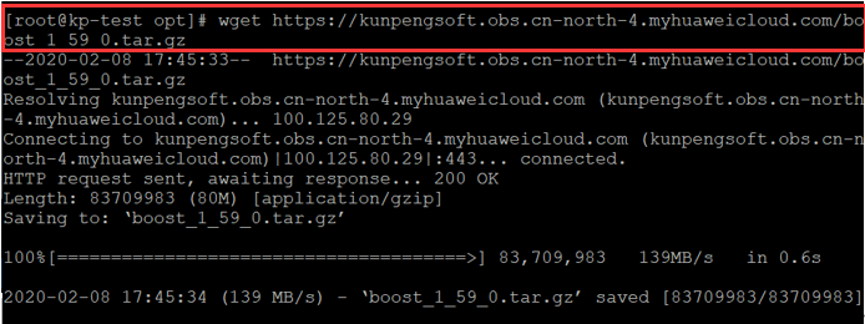 [root@kp-test opt]# wget https://kunpengsoft.obs.cn-north-4.myhuaweicloud.com/bo
ost_1_59_0.tar.gz
--2020-02-08 17:45:33--  https://kunpengsoft.obs.cn-north-4.myhuaweicloud.com/bo
ost_1_59_0.tar.gz
Resolving kunpengsoft.obs.cn-north-4.myhuaweicloud.com (kunpengsoft.obs.cn-north
-4.myhuaweicloud.com)... 100.125.80.29
Connecting to kunpengsoft.obs.cn-north-4.myhuaweicloud.com (kunpengsoft.obs.cn-n
orth-4.myhuaweicloud.com)|100.125.80.29|:443... connected.
HTTP request sent, awaiting response... 200 OK
Length: 83709983 (80M) [application/gzip]
Saving to: ‘boost_1_59_0.tar.gz’
100%[======================================>] 83,709,983   139MB/s   in 0.6s
2020-02-08 17:45:34 (139 MB/s) - ‘boost_1_59_0.tar.gz’ saved [83709983/83709983]